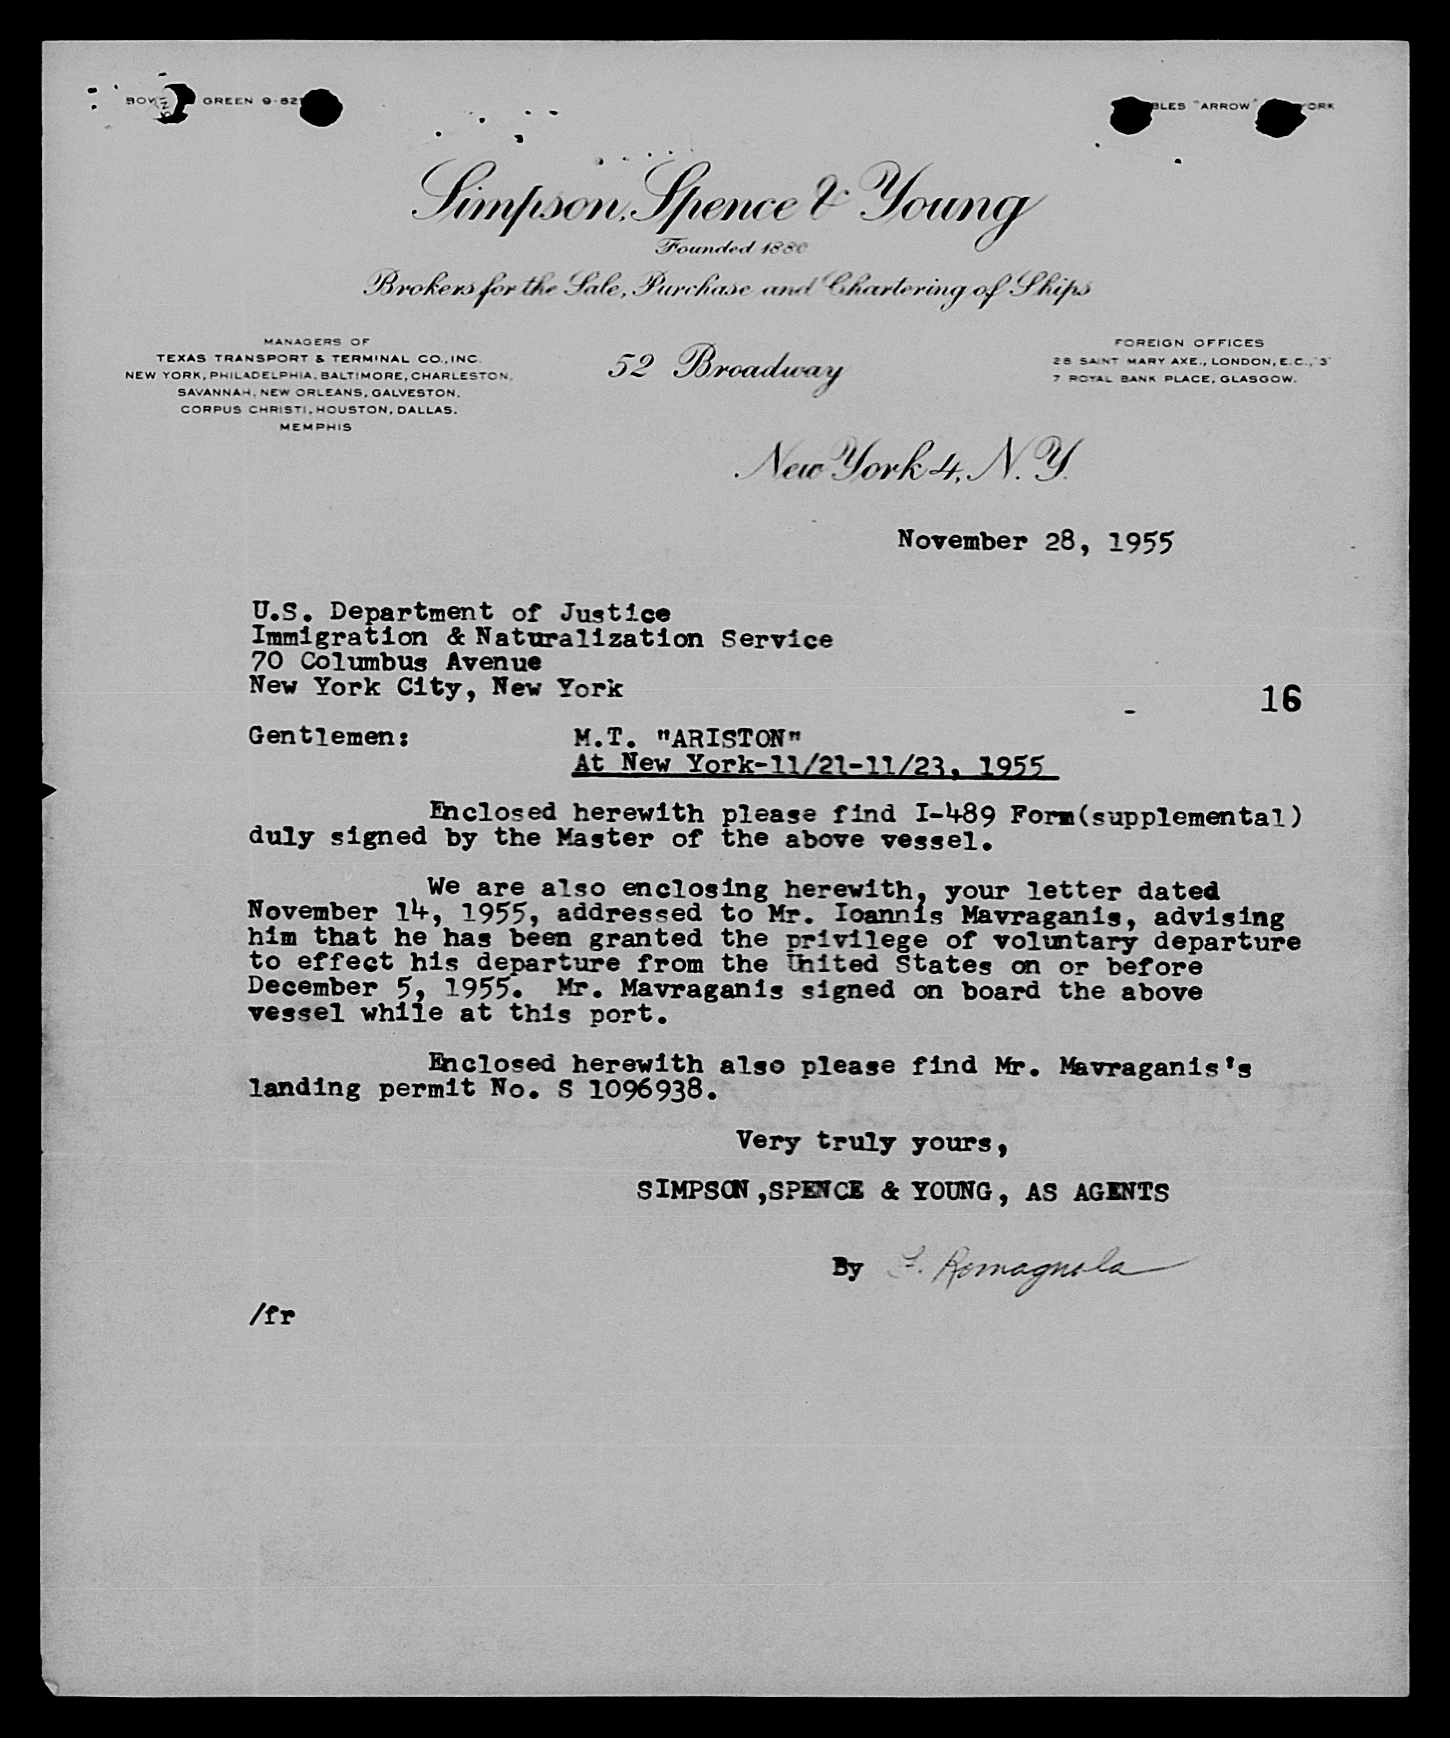 GREEN 9-82
"ARROW"
Simpson, Spence & Young
Founded 1880
Brokers for the Sale, Purchase and Chartering of Ships
MANAGERS OF
TEXAS TRANSPORT & TERMINAL CO., INC.
NEW YORK, PHILADELPHIA, BALTIMORE, CHARLESTON,
SAVANNAH, NEW ORLEANS, GALVESTON,
CORPUS CHRISTI, HOUSTON, DALLAS.
MEMPHIS
52 Broadway
FOREIGN OFFICES
28 SAINT MARY AXE., LONDON, E.C., "3"
7 ROYAL BANK PLACE, GLASGOW.
New York 4, N.Y.
November 28, 1955
U.S. Department of Justice
Immigration & Naturalization Service
70 Columbus Avenue
New York City, New York
16
Gentlemen: M.T. "ARISTON"
At New York-11/21-11/23, 1955
Enclosed herewith please find I-489 Form(supplemental)
duly signed by the Master of the above vessel.
We are also enclosing herewith, your letter dated
November 14, 1955, addressed to Mr. Ioannis Mavraganis, advising
him that he has been granted the privilege of voluntary departure
to effect his departure from the United States on or before
December 5, 1955. Mr. Mavraganis signed on board the above
vessel while at this port.
Enclosed herewith also please find Mr. Mavraganis's
landing permit No. S 1096938.
Very truly yours,
SIMPSON,SPENCE & YOUNG, AS AGENTS
By F. Romagnola
/fr